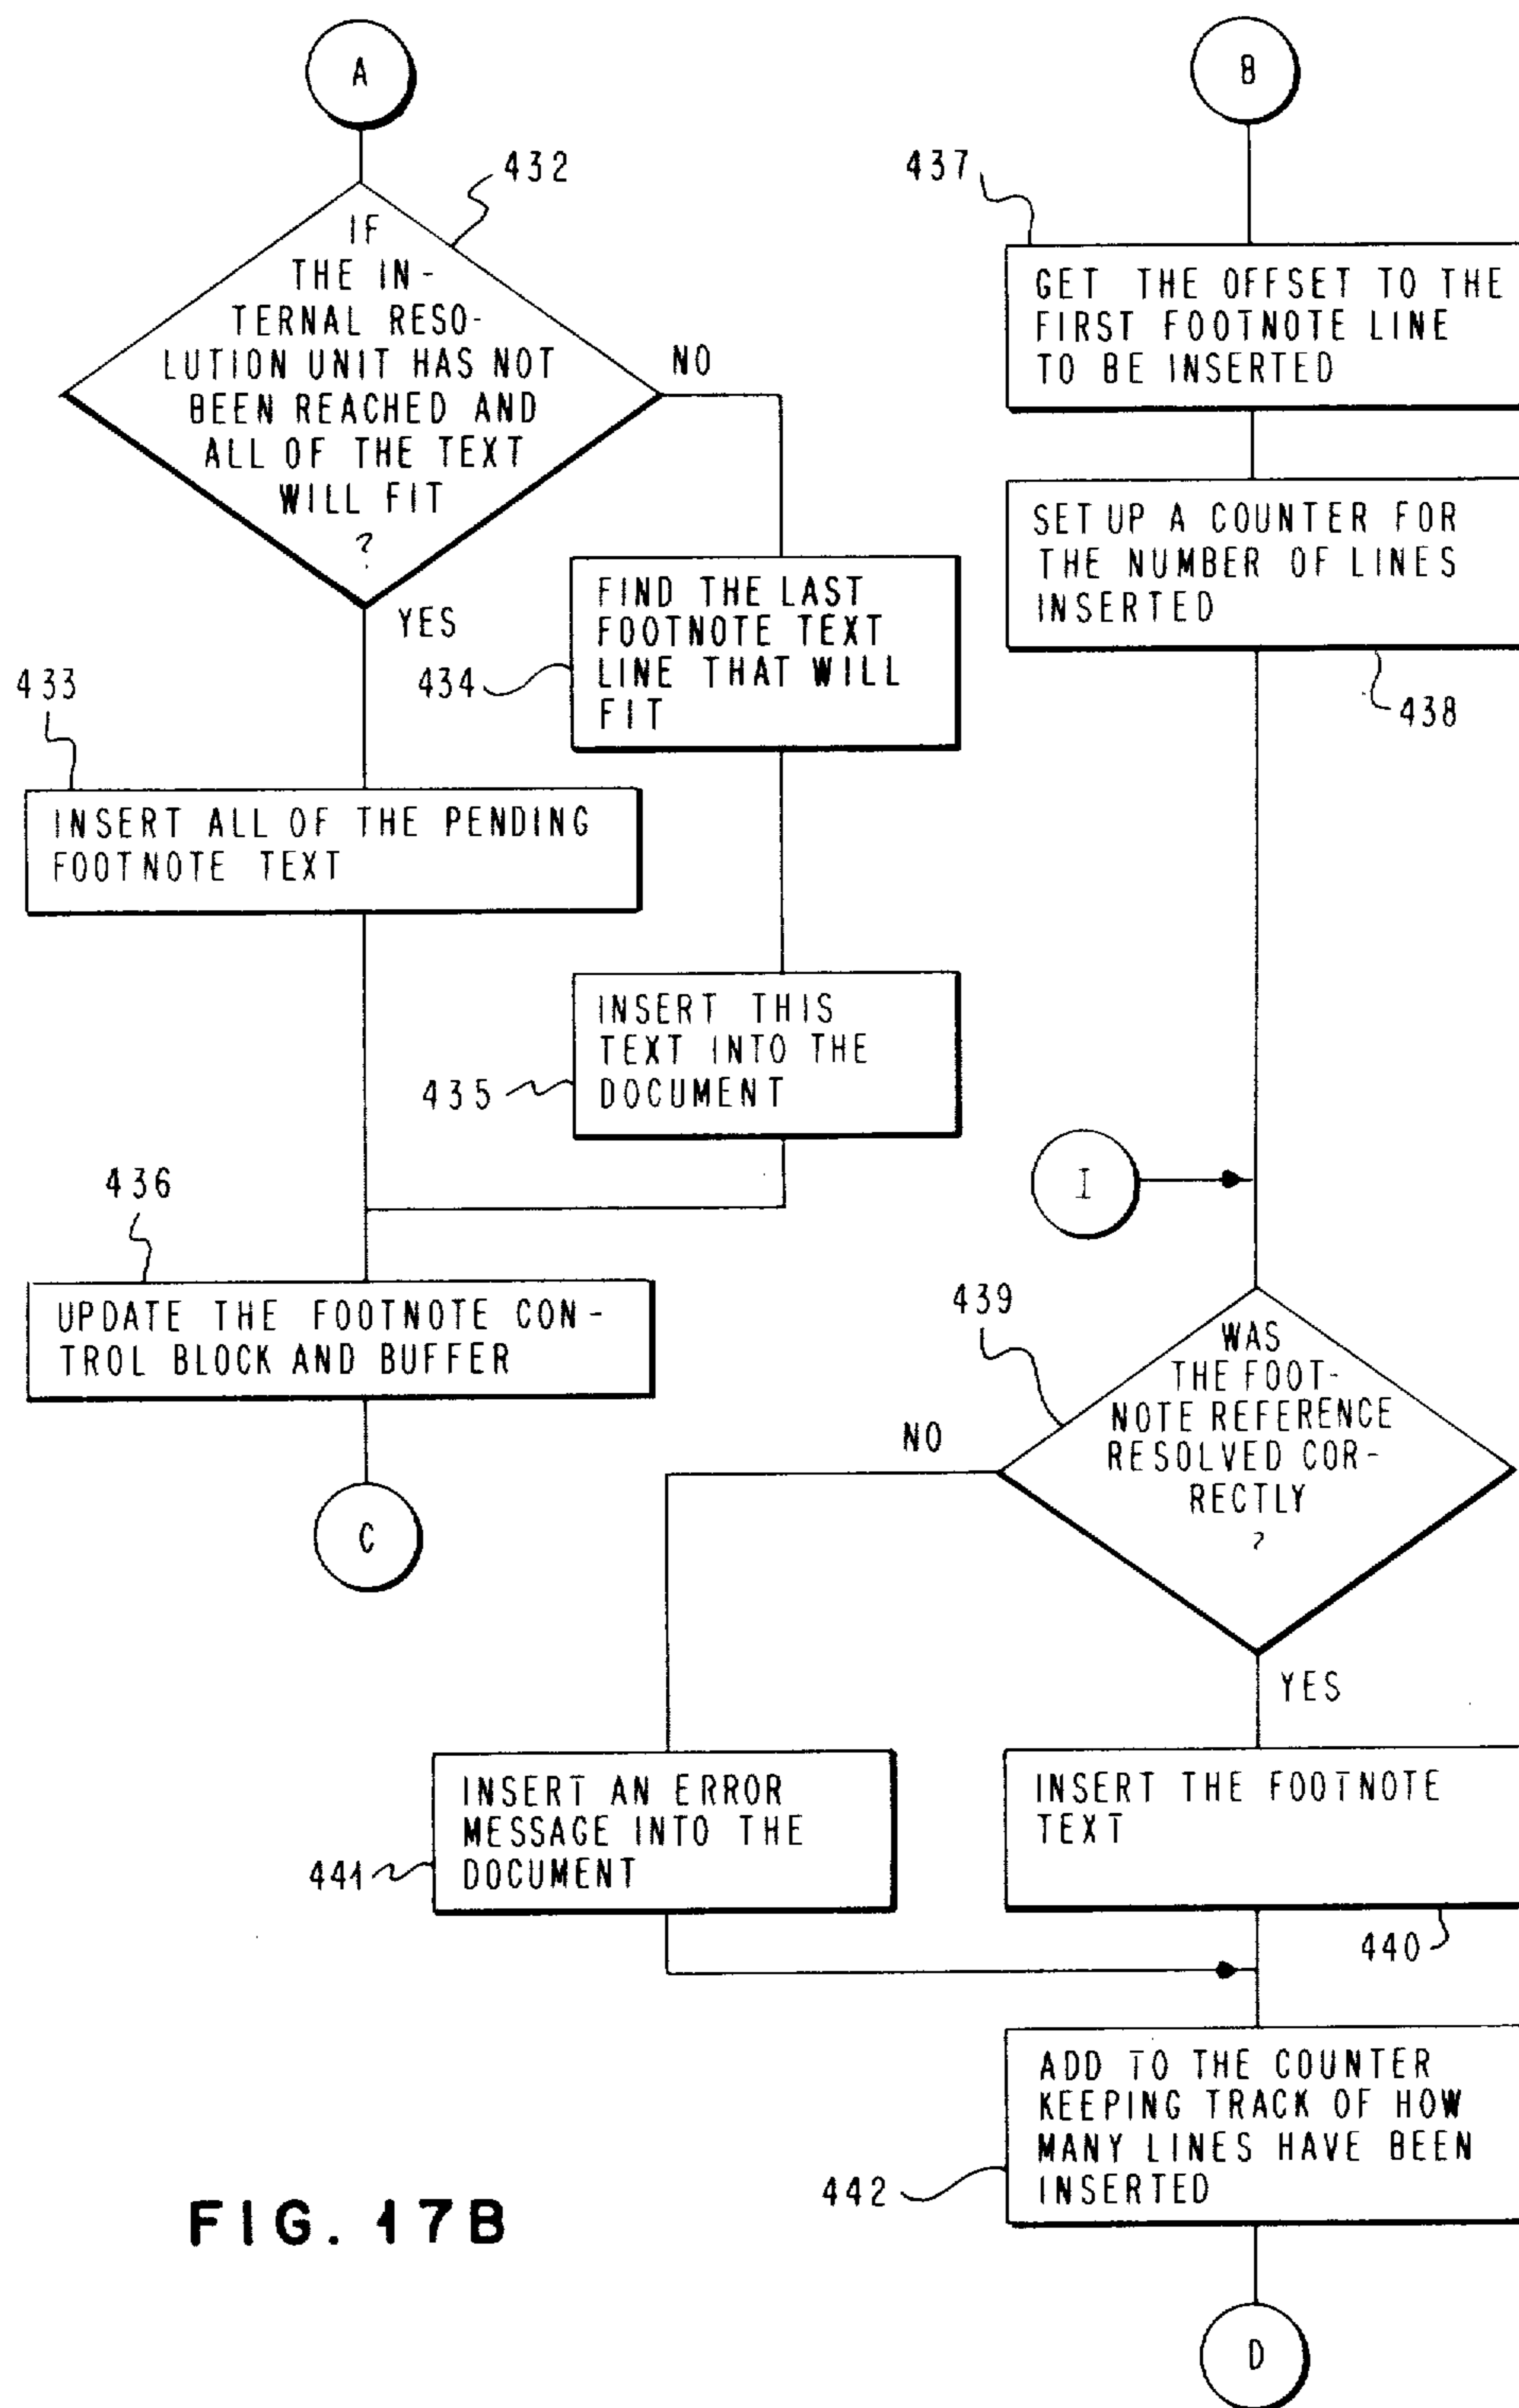 A
432
IF
THE IN-
TERNAL RESO-
LUTION UNIT HAS NOT
BEEN REACHED AND
ALL OF THE TEXT
WILL FIT
?
NO
YES
434
FIND THE LAST
FOOTNOTE TEXT
LINE THAT WILL
FIT
433
INSERT ALL OF THE PENDING
FOOTNOTE TEXT
435
INSERT THIS
TEXT INTO THE
DOCUMENT
436
UPDATE THE FOOTNOTE CON-
TROL BLOCK AND BUFFER
C
B
437
GET THE OFFSET TO THE
FIRST FOOTNOTE LINE
TO BE INSERTED
SET UP A COUNTER FOR
THE NUMBER OF LINES
INSERTED
438
I
439
WAS
THE FOOT-
NOTE REFERENCE
RESOLVED COR-
RECTLY
?
NO
YES
441
INSERT AN ERROR
MESSAGE INTO THE
DOCUMENT
INSERT THE FOOTNOTE
TEXT
440
442
ADD TO THE COUNTER
KEEPING TRACK OF HOW
MANY LINES HAVE BEEN
INSERTED
D
FIG. 17B